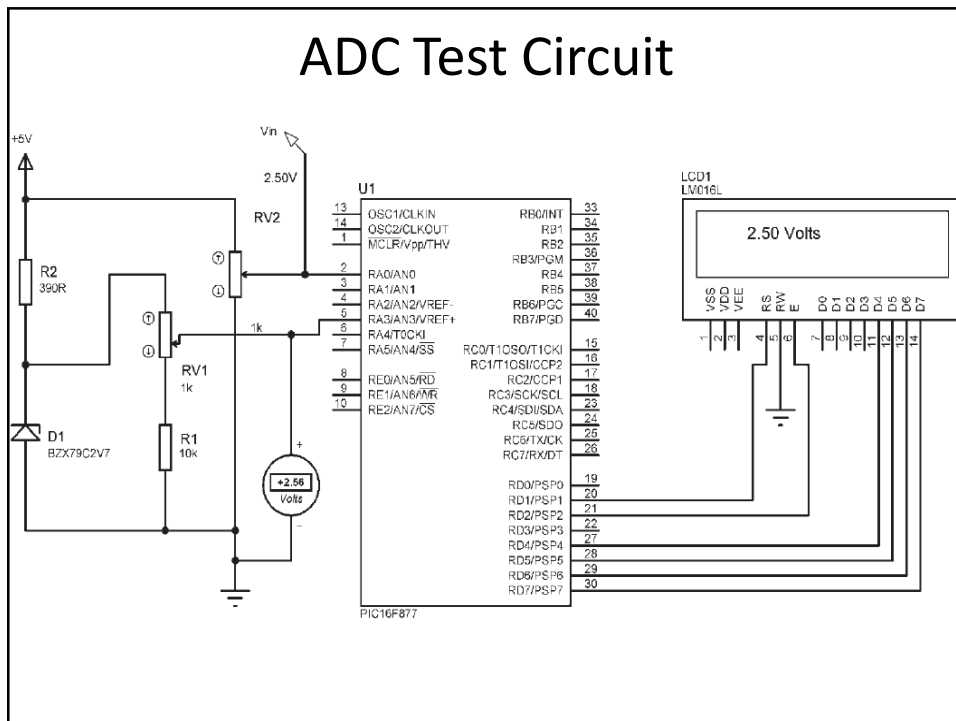 ADC Test Circuit
+5V
Vin
2.50V
RV2
R2
390R
1k
RV1
1k
D1
BZX79C2V7
R1
10k
+
+2.56
Volts
−
U1
13 OSC1/CLKIN
14 OSC2/CLKOUT
1 MCLR/Vpp/THV
2 RA0/AN0
3 RA1/AN1
4 RA2/AN2/VREF-
5 RA3/AN3/VREF+
6 RA4/T0CKI
7 RA5/AN4/SS
8 RE0/AN5/RD
9 RE1/AN6/WR
10 RE2/AN7/CS
RB0/INT 33
RB1 34
RB2 35
RB3/PGM 36
RB4 37
RB5 38
RB6/PGC 39
RB7/PGD 40
RC0/T1OSO/T1CKI 15
RC1/T1OSI/CCP2 16
RC2/CCP1 17
RC3/SCK/SCL 18
RC4/SDI/SDA 23
RC5/SDO 24
RC6/TX/CK 25
RC7/RX/DT 26
RD0/PSP0 19
RD1/PSP1 20
RD2/PSP2 21
RD3/PSP3 22
RD4/PSP4 27
RD5/PSP5 28
RD6/PSP6 29
RD7/PSP7 30
PIC16F877
LCD1
LM016L
2.50 Volts
VSS VDD VEE RS RW E D0 D1 D2 D3 D4 D5 D6 D7
1 2 3 4 5 6 7 8 9 10 11 12 13 14